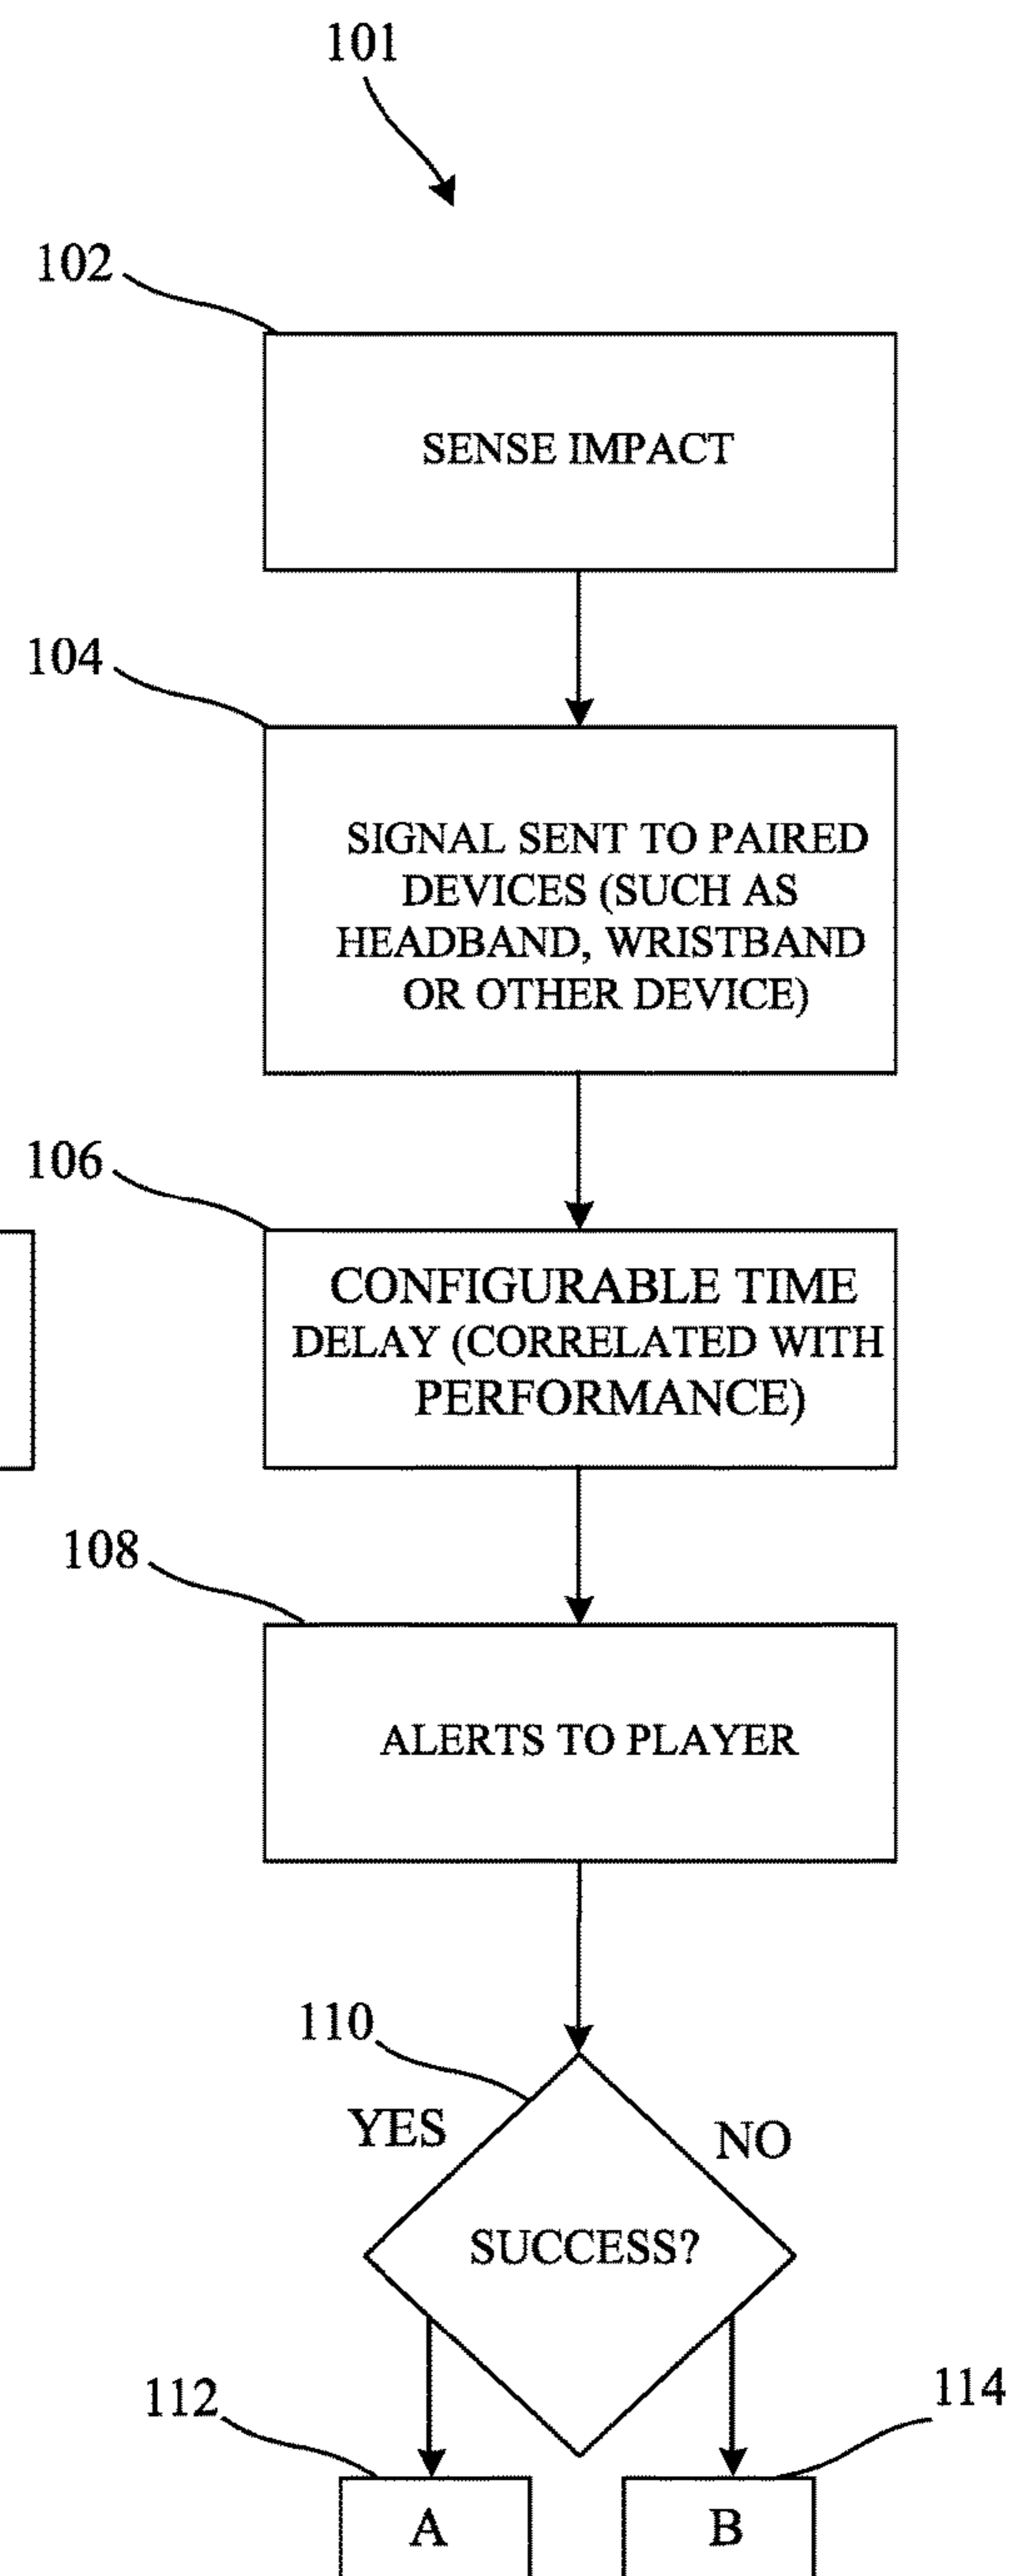 101
102
SENSE IMPACT
104
SIGNAL SENT TO PAIRED
DEVICES (SUCH AS
HEADBAND, WRISTBAND
OR OTHER DEVICE)
106
CONFIGURABLE TIME
DELAY (CORRELATED WITH
PERFORMANCE)
108
ALERTS TO PLAYER
110
YES
NO
SUCCESS?
112
114
A
B